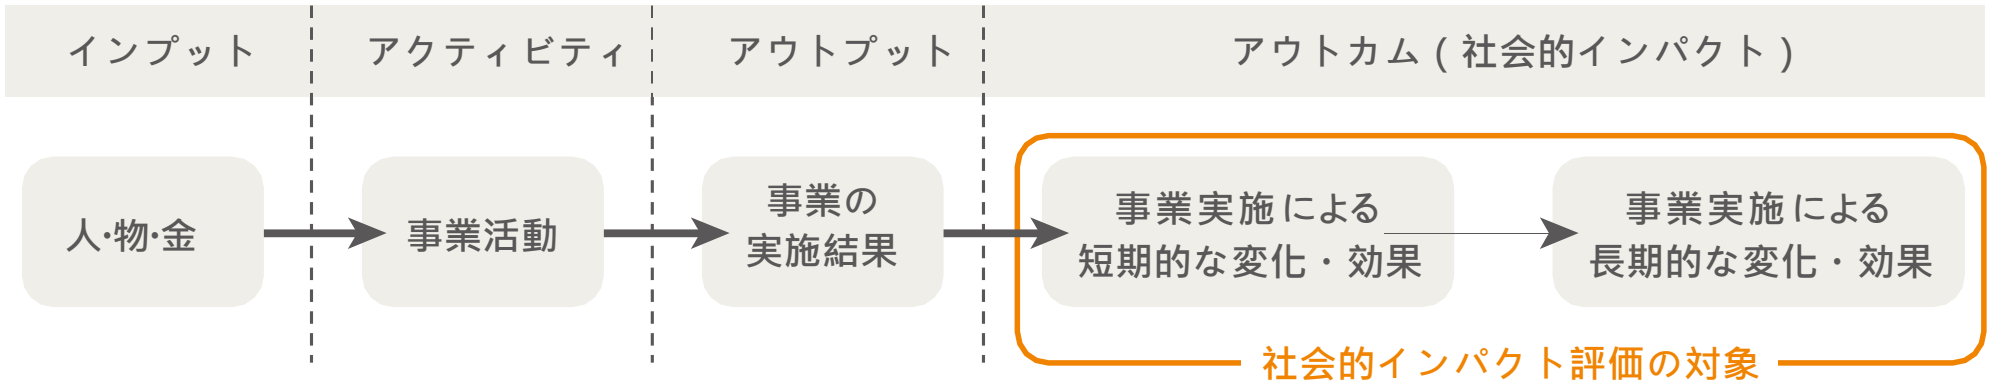 インプット
アクティビティ
アウトプット
アウトカム(社会的インパクト)
人・物・金
事業活動
事業の
実施結果
事業実施による
短期的な変化・効果
事業実施による
長期的な変化・効果
社会的インパクト評価の対象